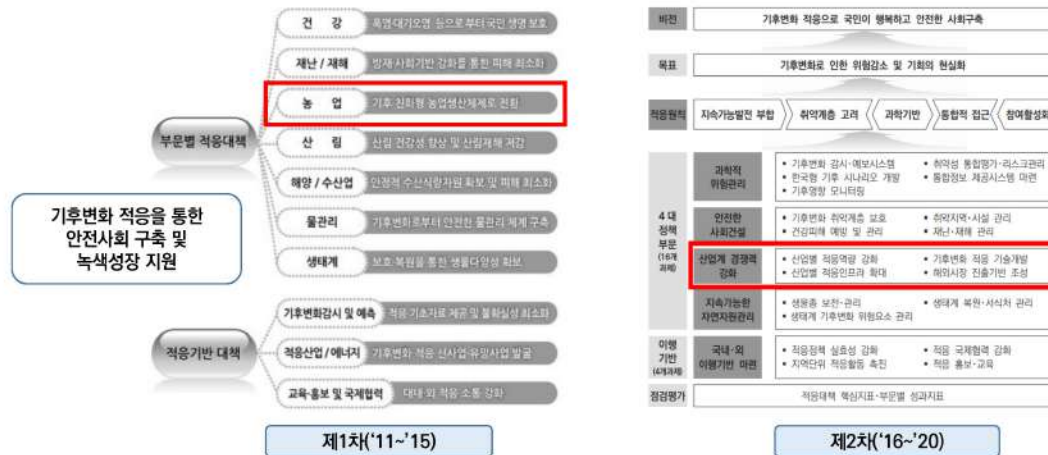 기후변화 적응을 통한
안전사회 구축 및
녹색성장 지원
부문별 적응대책
건 강
폭염·대기오염 등으로부터 국민 생명 보호
재난 / 재해
방재·사회기반 강화를 통한 피해 최소화
농 업
기후 친화형 농업생산체제로 전환
산 림
산림 건강성 향상 및 산림재해 저감
해양 / 수산업
안정적 수산식량자원 확보 및 피해 최소화
물관리
기후변화로부터 안전한 물관리 체계 구축
생태계
보호·복원을 통한 생물다양성 확보
적응기반 대책
기후변화감시 및 예측
적응 기초자료 제공 및 불확실성 최소화
적응산업 / 에너지
기후변화 적응 신사업·유망사업 발굴
교육·홍보 및 국제협력
대내·외 적응 소통 강화
제1차('11~'15)
비전
기후변화 적응으로 국민이 행복하고 안전한 사회구축
목표
기후변화로 인한 위험감소 및 기회의 현실화
적응원칙
지속가능발전 부합
취약계층 고려
과학기반
통합적 접근
참여활성화
4대
정책
부문
(16개
과제)
과학적
위험관리
• 기후변화 감시·예보시스템
• 한국형 기후 시나리오 개발
• 기후영향 모니터링
• 취약성 통합평가·리스크관리
• 통합정보 제공시스템 마련
안전한
사회건설
• 기후변화 취약계층 보호
• 건강피해 예방 및 관리
• 취약지역·시설 관리
• 재난·재해 관리
산업계 경쟁력
강화
• 산업별 적응역량 강화
• 산업별 적응인프라 확대
• 기후변화 적응 기술개발
• 해외시장 진출기반 조성
지속가능한
자연자원관리
• 생물종 보전·관리
• 생태계 기후변화 위험요소 관리
• 생태계 복원·서식처 관리
이행
기반
(4개과제)
국내·외
이행기반 마련
• 적응정책 실효성 강화
• 지역단위 적응활동 촉진
• 적응 국제협력 강화
• 적응 홍보·교육
점검평가
적응대책 핵심지표·부문별 성과지표
제2차('16~'20)